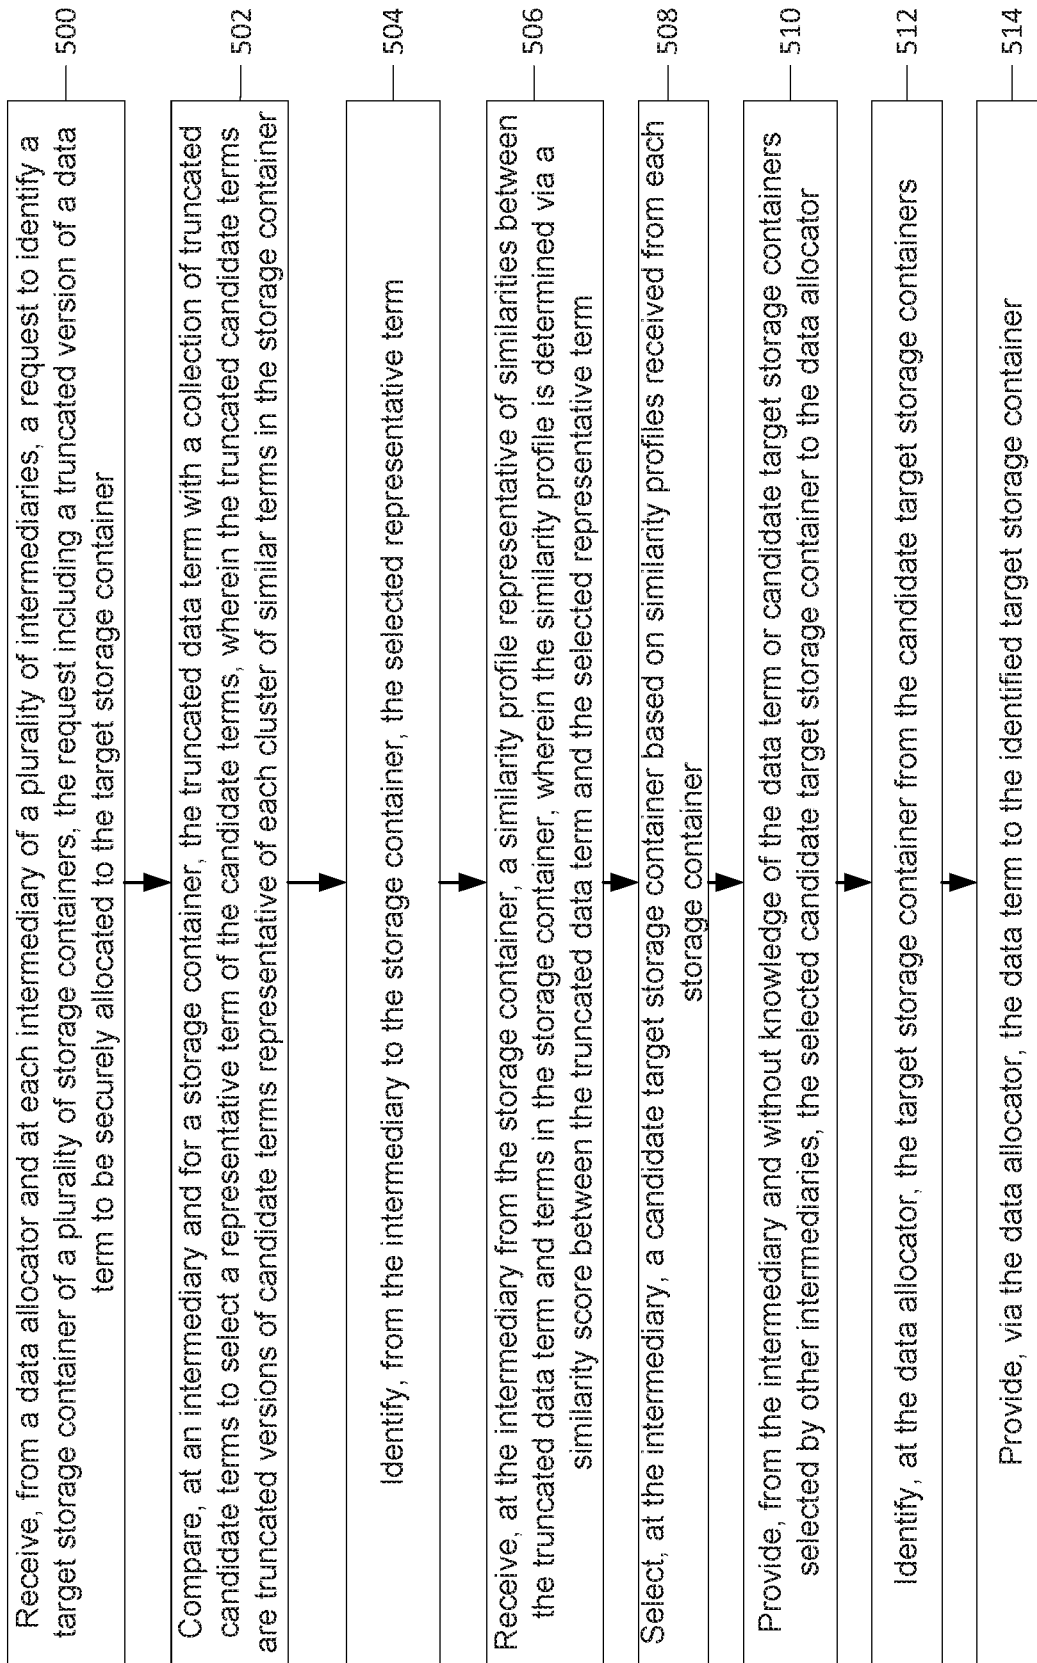 Receive, from a data allocator and at each intermediary of a plurality of intermediaries, a request to identify a
target storage container of a plurality of storage containers, the request including a truncated version of a data
term to be securely allocated to the target storage container
500
Compare, at an intermediary and for a storage container, the truncated data term with a collection of truncated
candidate terms to select a representative term of the candidate terms, wherein the truncated candidate terms
are truncated versions of candidate terms representative of each cluster of similar terms in the storage container
502
Identify, from the intermediary to the storage container, the selected representative term
504
Receive, at the intermediary from the storage container, a similarity profile representative of similarities between
the truncated data term and terms in the storage container, wherein the similarity profile is determined via a
similarity score between the truncated data term and the selected representative term
506
Select, at the intermediary, a candidate target storage container based on similarity profiles received from each
storage container
508
Provide, from the intermediary and without knowledge of the data term or candidate target storage containers
selected by other intermediaries, the selected candidate target storage container to the data allocator
510
Identify, at the data allocator, the target storage container from the candidate target storage containers
512
Provide, via the data allocator, the data term to the identified target storage container
514